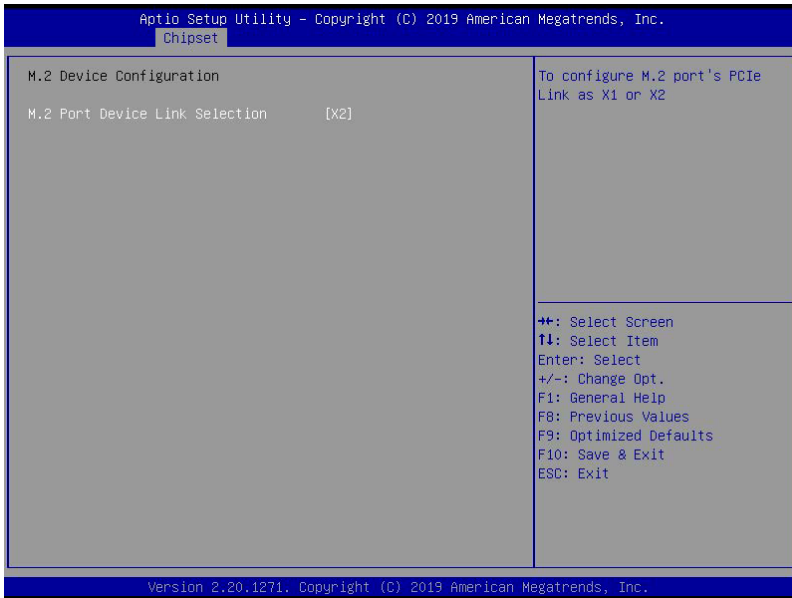 Aptio Setup Utility – Copyright (C) 2019 American Megatrends, Inc.
Chipset
M.2 Device Configuration
M.2 Port Device Link Selection [X2]
To configure M.2 port's PCIe
Link as X1 or X2
→←: Select Screen
↑↓: Select Item
Enter: Select
+/-: Change Opt.
F1: General Help
F8: Previous Values
F9: Optimized Defaults
F10: Save & Exit
ESC: Exit
Version 2.20.1271. Copyright (C) 2019 American Megatrends, Inc.